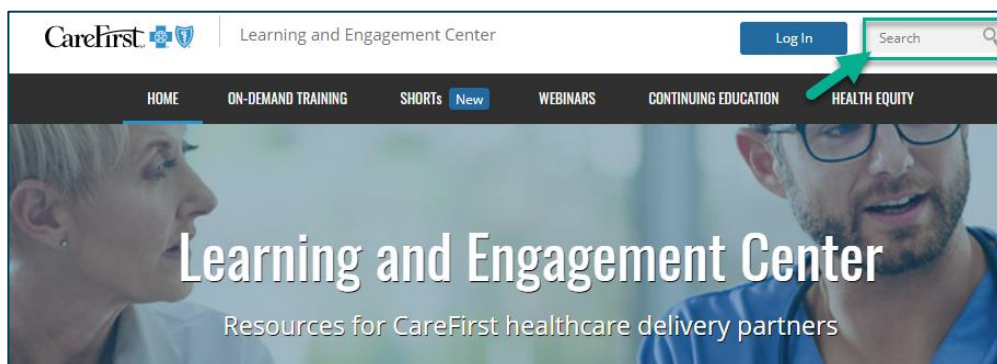 CareFirst Learning and Engagement Center Log In Search
HOME ON-DEMAND TRAINING SHORTs New WEBINARS CONTINUING EDUCATION HEALTH EQUITY
Learning and Engagement Center
Resources for CareFirst healthcare delivery partners